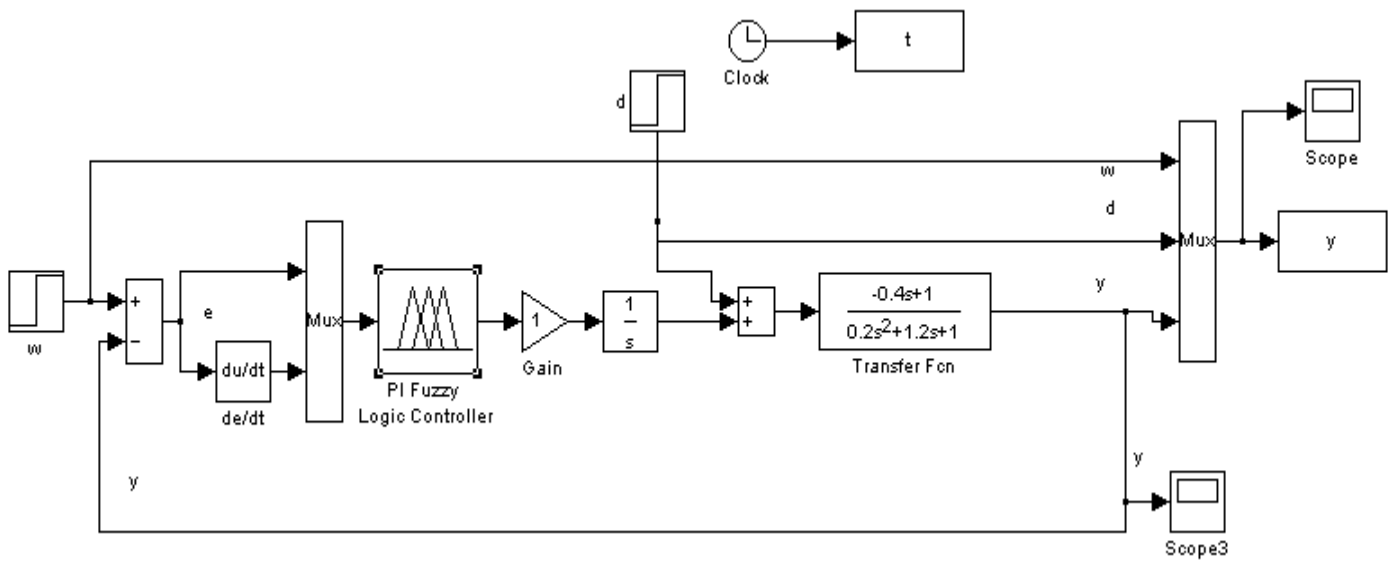 t
Clock
d
Scope
w
d
Mux
y
+
−
w
e
du/dt
de/dt
Mux
PI Fuzzy
Logic Controller
1
Gain
1
s
+
+
-0.4s+1
0.2s²+1.2s+1
Transfer Fcn
y
y
y
Scope3